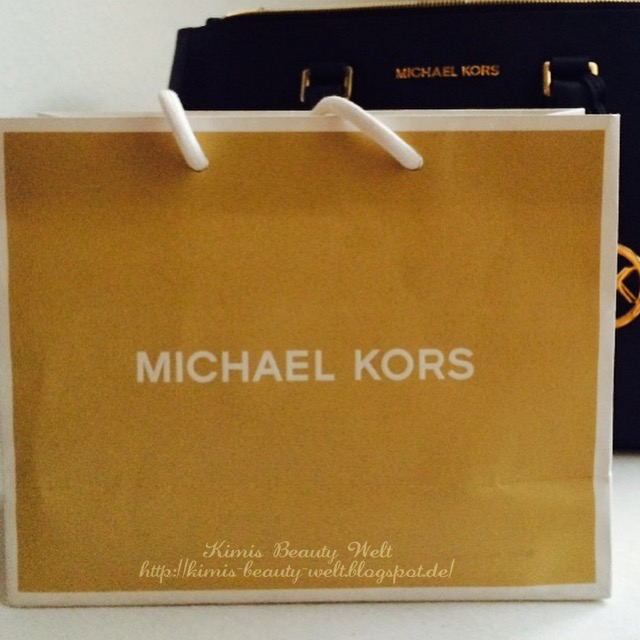 MICHAEL KORS
MICHAEL KORS
Kimis Beauty Welt
http://kimis-beauty-welt.blogspot.de/